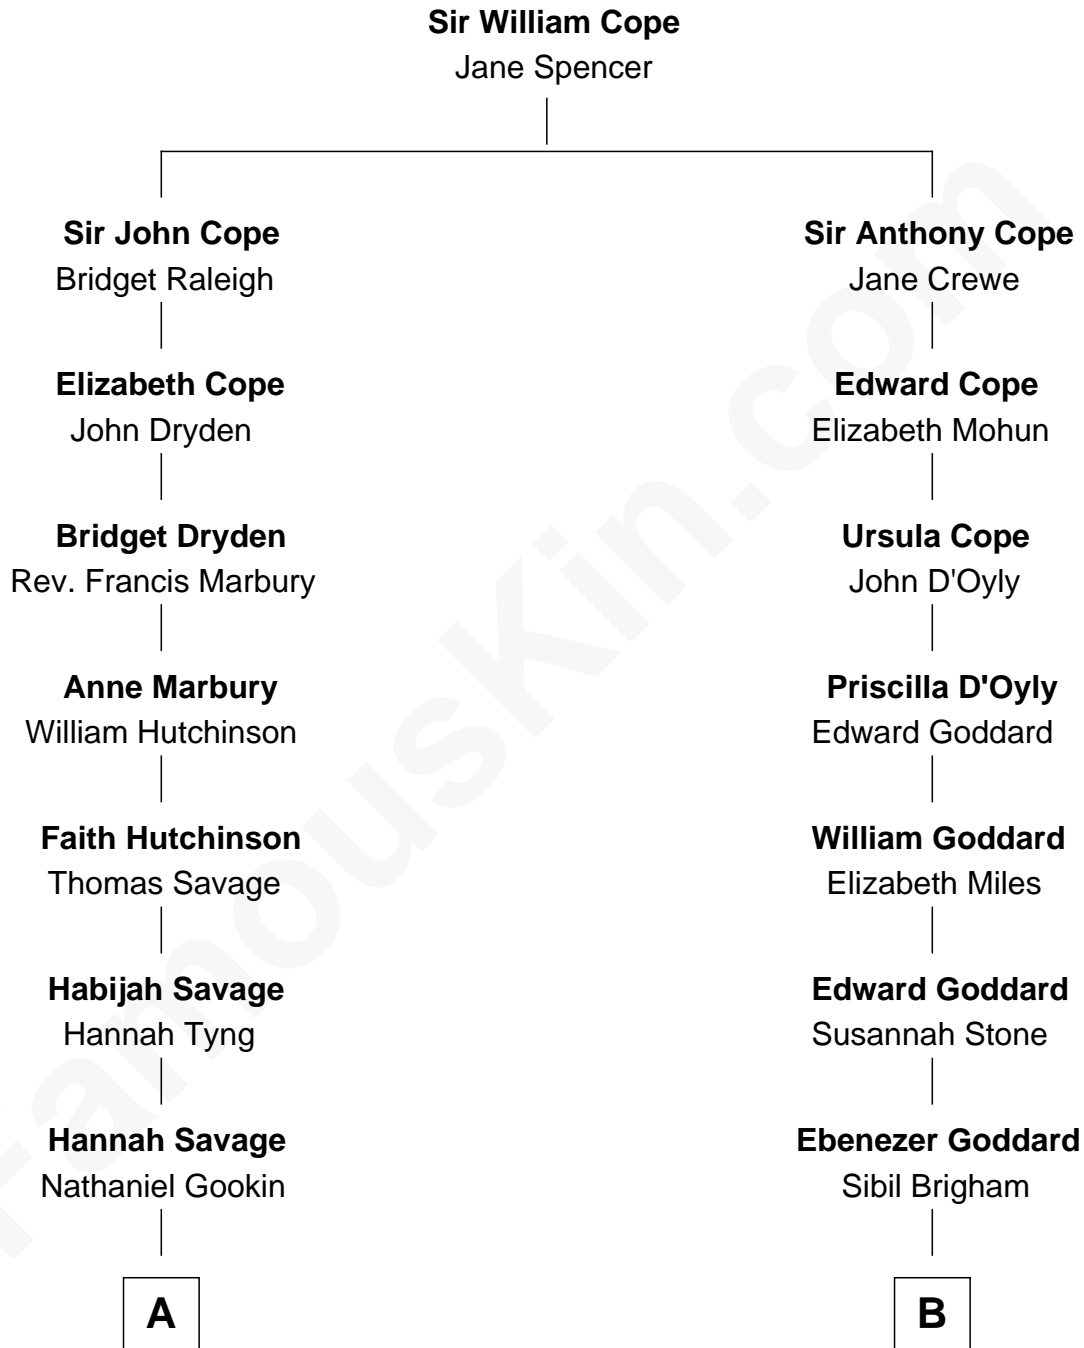 Sir William Cope
Jane Spencer
Sir John Cope
Bridget Raleigh
Sir Anthony Cope
Jane Crewe
Elizabeth Cope
John Dryden
Edward Cope
Elizabeth Mohun
Bridget Dryden
Rev. Francis Marbury
Ursula Cope
John D'Oyly
Anne Marbury
William Hutchinson
Priscilla D'Oyly
Edward Goddard
Faith Hutchinson
Thomas Savage
William Goddard
Elizabeth Miles
Habijah Savage
Hannah Tyng
Edward Goddard
Susannah Stone
Hannah Savage
Nathaniel Gookin
Ebenezer Goddard
Sibil Brigham
A
B
FamousKin.com